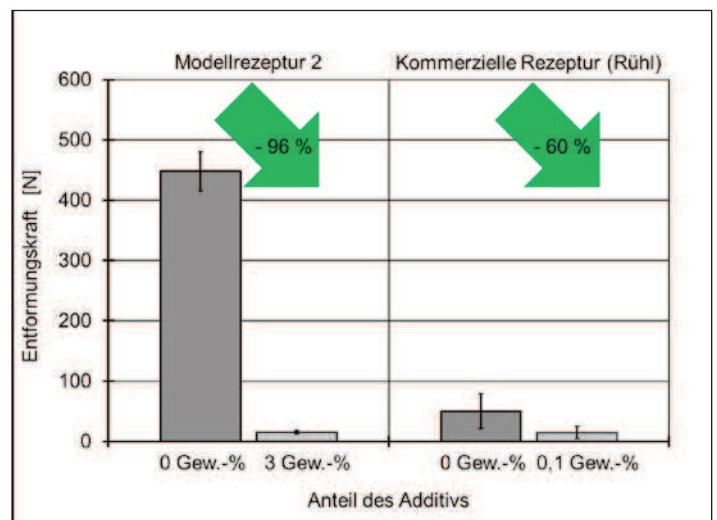 Modellrezeptur 2 Kommerzielle Rezeptur (Rühl)
600
500
400
300
200
100
0
Entformungskraft [N]
- 96 %
- 60 %
0 Gew.-% 3 Gew.-% 0 Gew.-% 0,1 Gew.-%
Anteil des Additivs